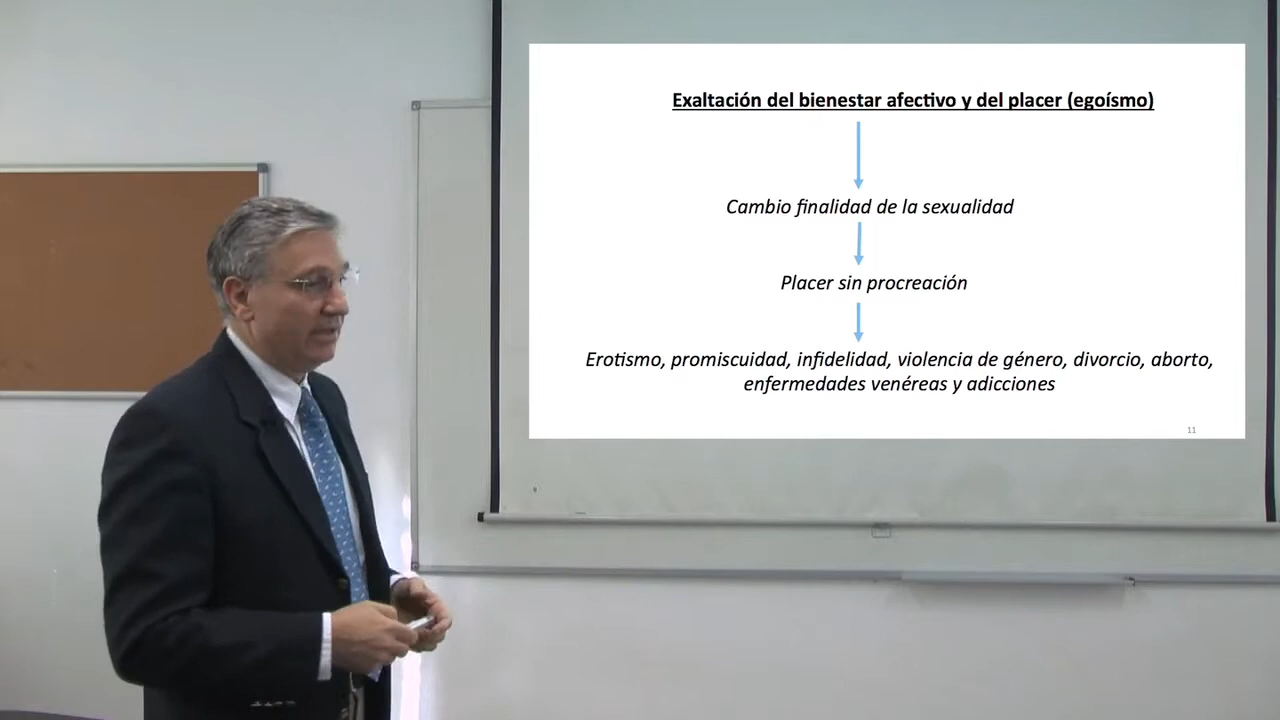 Exaltación del bienestar afectivo y del placer (egoísmo)
Cambio finalidad de la sexualidad
Placer sin procreación
Erotismo, promiscuidad, infidelidad, violencia de género, divorcio, aborto,
enfermedades venéreas y adicciones
11